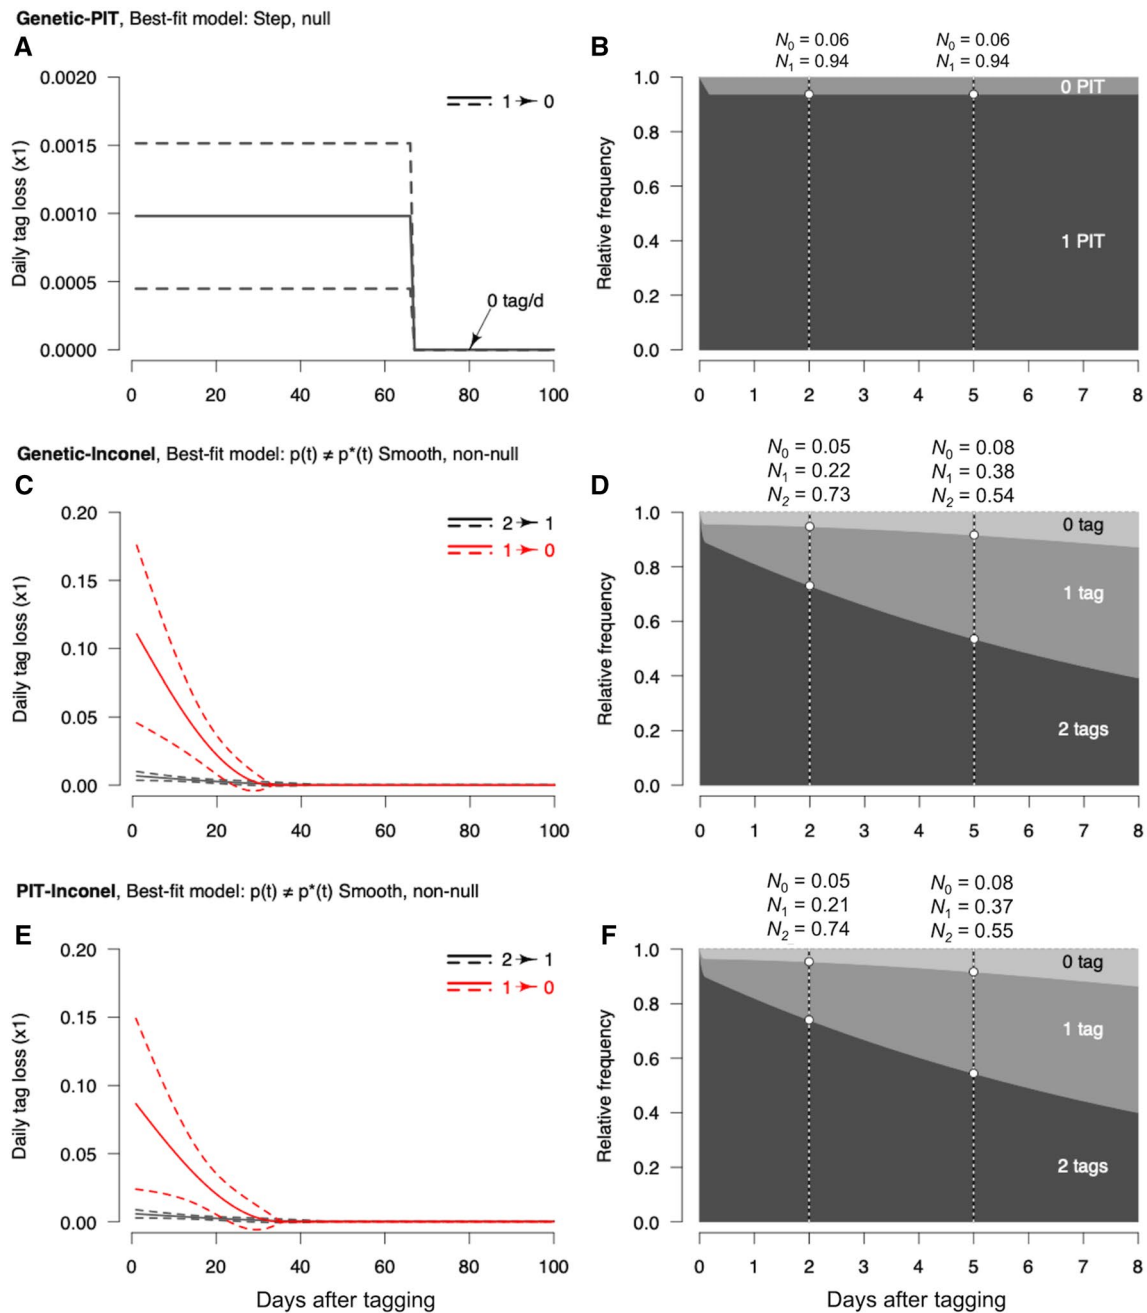 Genetic-PIT, Best-fit model: Step, null
A
B
N0 = 0.06
N1 = 0.94
N0 = 0.06
N1 = 0.94
Daily tag loss (x1)
0.0020
0.0015
0.0010
0.0005
0.0000
1 ➛ 0
0 tag/d
0 20 40 60 80 100
Relative frequency
1.0
0.8
0.6
0.4
0.2
0.0
0 PIT
1 PIT
0 1 2 3 4 5 6 7 8
Genetic-Inconel, Best-fit model: p(t) ≠ p*(t) Smooth, non-null
C
D
N0 = 0.05
N1 = 0.22
N2 = 0.73
N0 = 0.08
N1 = 0.38
N2 = 0.54
Daily tag loss (x1)
0.20
0.15
0.10
0.05
0.00
2 ➛ 1
1 ➛ 0
0 20 40 60 80 100
Relative frequency
1.0
0.8
0.6
0.4
0.2
0.0
0 tag
1 tag
2 tags
0 1 2 3 4 5 6 7 8
PIT-Inconel, Best-fit model: p(t) ≠ p*(t) Smooth, non-null
E
F
N0 = 0.05
N1 = 0.21
N2 = 0.74
N0 = 0.08
N1 = 0.37
N2 = 0.55
Daily tag loss (x1)
0.20
0.15
0.10
0.05
0.00
2 ➛ 1
1 ➛ 0
0 20 40 60 80 100
Days after tagging
Relative frequency
1.0
0.8
0.6
0.4
0.2
0.0
0 tag
1 tag
2 tags
0 1 2 3 4 5 6 7 8
Days after tagging